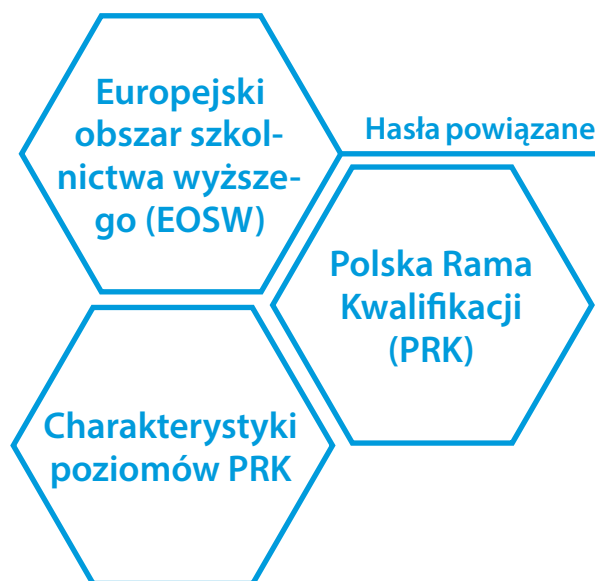 Europejski
obszar szkol-
nictwa wyższe-
go (EOSW)
Hasła powiązane
Polska Rama
Kwalifikacji
(PRK)
Charakterystyki
poziomów PRK